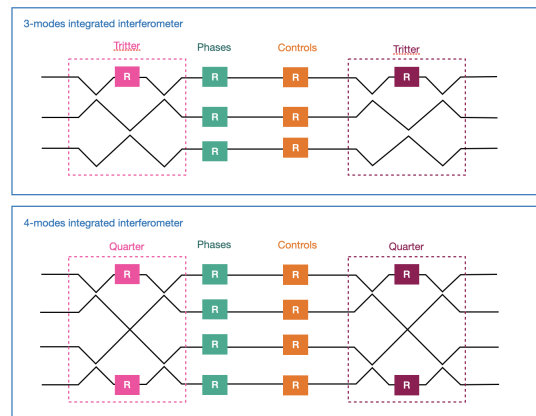 3-modes integrated interferometer
Tritter Phases Controls Tritter
R R R R
R R
R R
4-modes integrated interferometer
Quarter Phases Controls Quarter
R R R R
R R
R R
R R R R